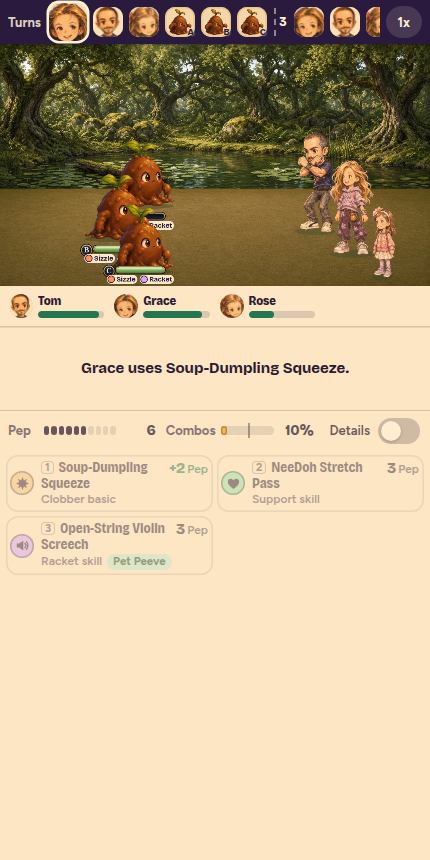 Turns
A
B
C
3
1x
Racket
B
Sizzle
C
Sizzle Racket
Tom
Grace
Rose
Grace uses Soup-Dumpling Squeeze.
Pep 6 Combos 10% Details
1 Soup-Dumpling +2 Pep
Squeeze
Clobber basic
2 NeeDoh Stretch 3 Pep
Pass
Support skill
3 Open-String Violin 3 Pep
Screech
Racket skill Pet Peeve